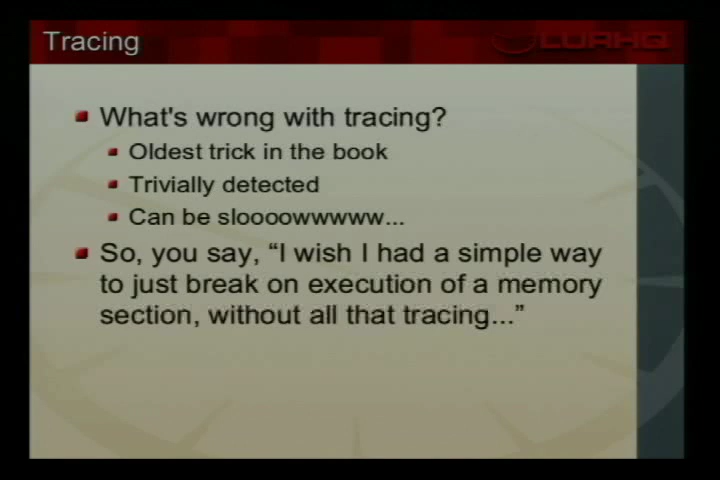 Tracing
LURHQ
What's wrong with tracing?
Oldest trick in the book
Trivially detected
Can be sloooowwwww...
So, you say, “I wish I had a simple way
to just break on execution of a memory
section, without all that tracing...”